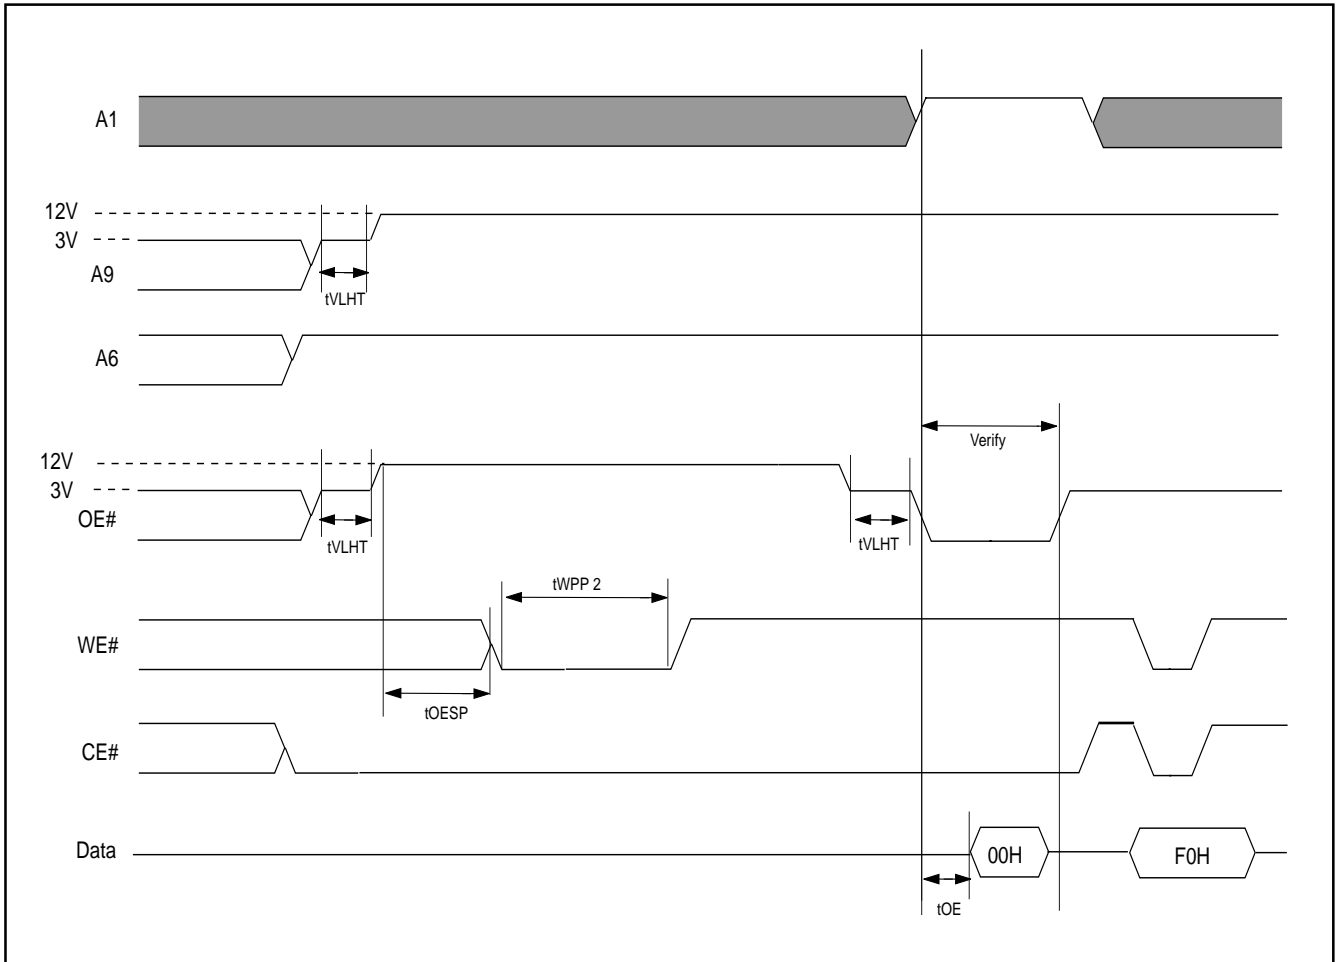 A1
12V
3V
A9
tVLHT
A6
Verify
12V
3V
OE#
tVLHT
tVLHT
tWPP 2
WE#
tOESP
CE#
Data
00H
F0H
tOE